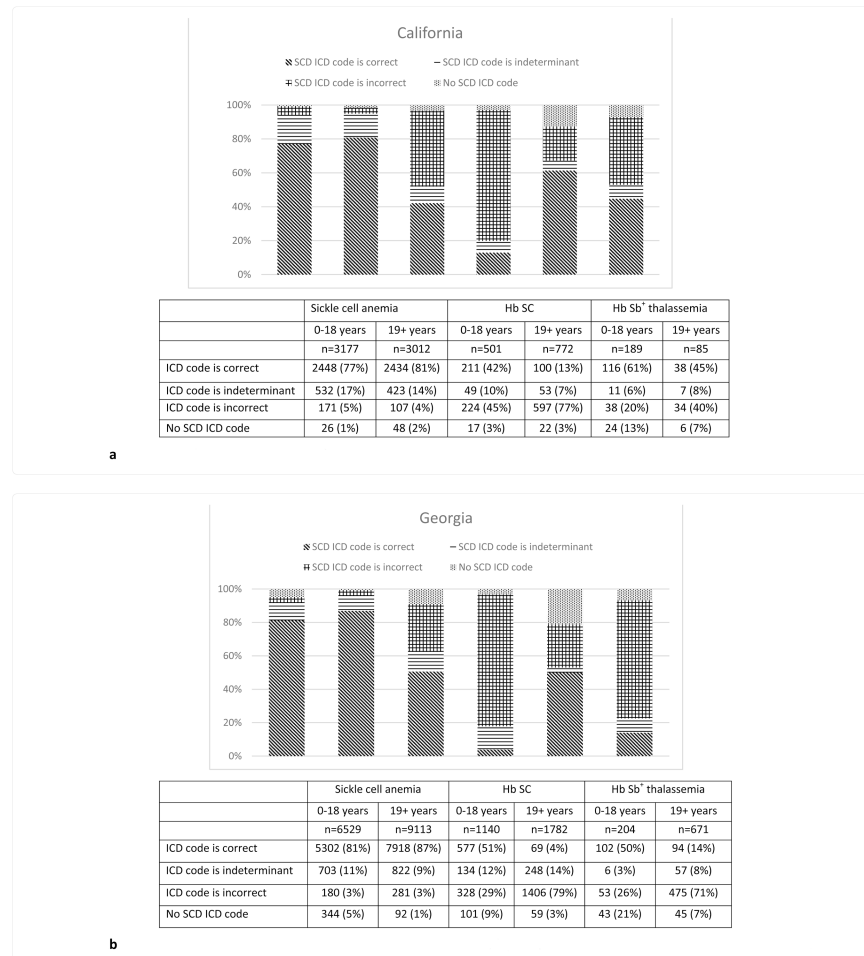 California
SCD ICD code is correct SCD ICD code is indeterminant
SCD ICD code is incorrect No SCD ICD code
100%
80%
60%
40%
20%
0%
Sickle cell anemia Hb SC Hb Sb+ thalassemia
0-18 years 19+ years 0-18 years 19+ years 0-18 years 19+ years
n=3177 n=3012 n=501 n=772 n=189 n=85
ICD code is correct 2448 (77%) 2434 (81%) 211 (42%) 100 (13%) 116 (61%) 38 (45%)
ICD code is indeterminant 532 (17%) 423 (14%) 49 (10%) 53 (7%) 11 (6%) 7 (8%)
ICD code is incorrect 171 (5%) 107 (4%) 224 (45%) 597 (77%) 38 (20%) 34 (40%)
No SCD ICD code 26 (1%) 48 (2%) 17 (3%) 22 (3%) 24 (13%) 6 (7%)
a
Georgia
SCD ICD code is correct SCD ICD code is indeterminant
SCD ICD code is incorrect No SCD ICD code
100%
80%
60%
40%
20%
0%
Sickle cell anemia Hb SC Hb Sb+ thalassemia
0-18 years 19+ years 0-18 years 19+ years 0-18 years 19+ years
n=6529 n=9113 n=1140 n=1782 n=204 n=671
ICD code is correct 5302 (81%) 7918 (87%) 577 (51%) 69 (4%) 102 (50%) 94 (14%)
ICD code is indeterminant 703 (11%) 822 (9%) 134 (12%) 248 (14%) 6 (3%) 57 (8%)
ICD code is incorrect 180 (3%) 281 (3%) 328 (29%) 1406 (79%) 53 (26%) 475 (71%)
No SCD ICD code 344 (5%) 92 (1%) 101 (9%) 59 (3%) 43 (21%) 45 (7%)
b